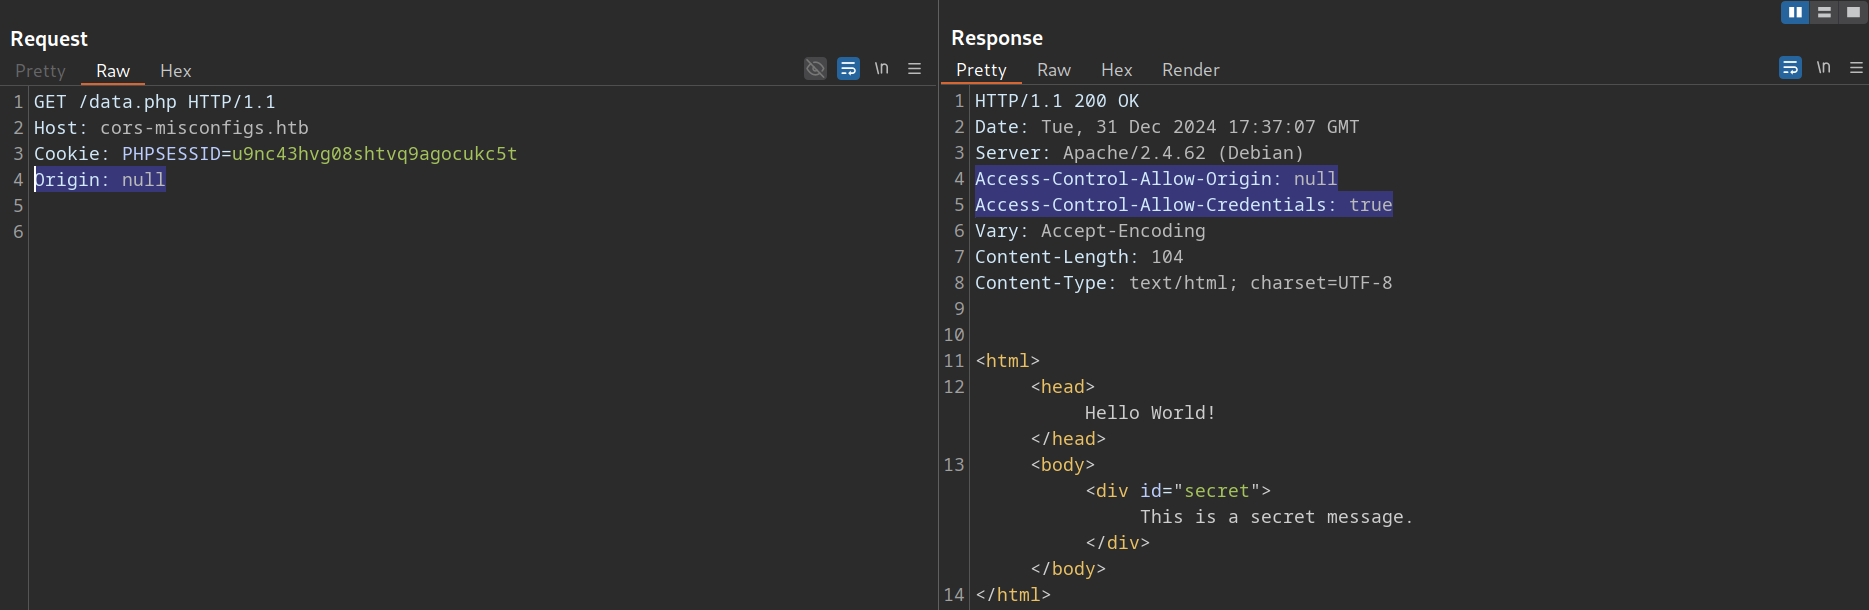 Request
Pretty Raw Hex \n
1 GET /data.php HTTP/1.1
2 Host: cors-misconfigs.htb
3 Cookie: PHPSESSID=u9nc43hvg08shtvq9agocukc5t
4 Origin: null
5
6
Response
Pretty Raw Hex Render \n
1 HTTP/1.1 200 OK
2 Date: Tue, 31 Dec 2024 17:37:07 GMT
3 Server: Apache/2.4.62 (Debian)
4 Access-Control-Allow-Origin: null
5 Access-Control-Allow-Credentials: true
6 Vary: Accept-Encoding
7 Content-Length: 104
8 Content-Type: text/html; charset=UTF-8
9
10
11 <html>
12 <head>
Hello World!
</head>
13 <body>
<div id="secret">
This is a secret message.
</div>
</body>
14 </html>